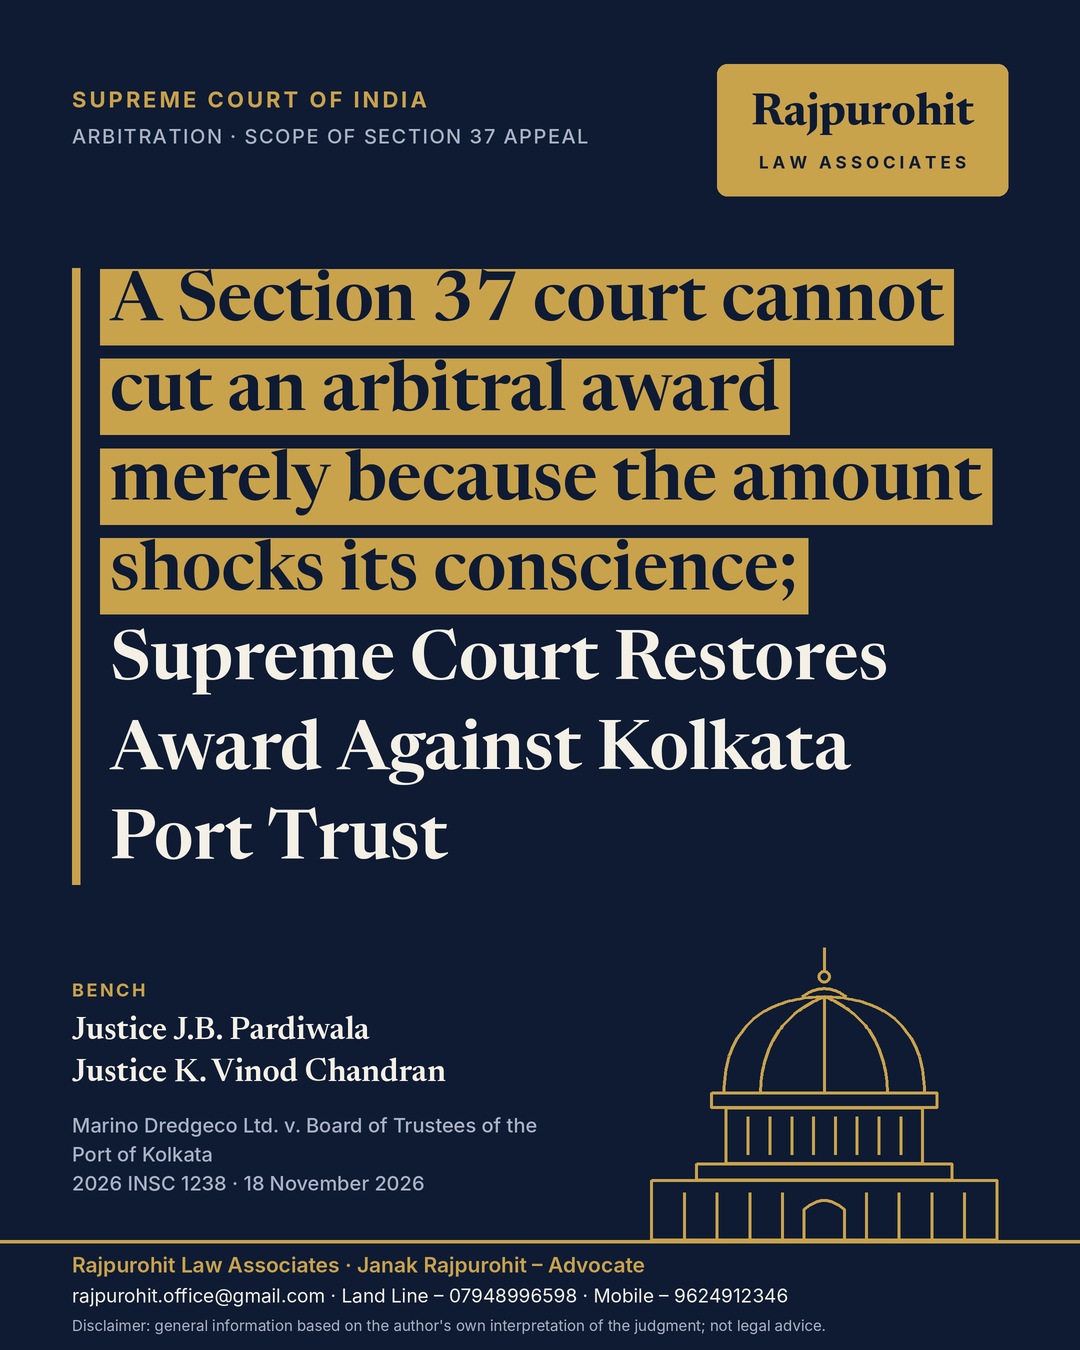 SUPREME COURT OF INDIA
ARBITRATION · SCOPE OF SECTION 37 APPEAL
Rajpurohit
LAW ASSOCIATES
A Section 37 court cannot
cut an arbitral award
merely because the amount
shocks its conscience;
Supreme Court Restores
Award Against Kolkata
Port Trust
BENCH
Justice J.B. Pardiwala
Justice K. Vinod Chandran
Marino Dredgeco Ltd. v. Board of Trustees of the
Port of Kolkata
2026 INSC 1238 · 18 November 2026
Rajpurohit Law Associates · Janak Rajpurohit – Advocate
rajpurohit.office@gmail.com · Land Line – 07948996598 · Mobile – 9624912346
Disclaimer: general information based on the author's own interpretation of the judgment; not legal advice.